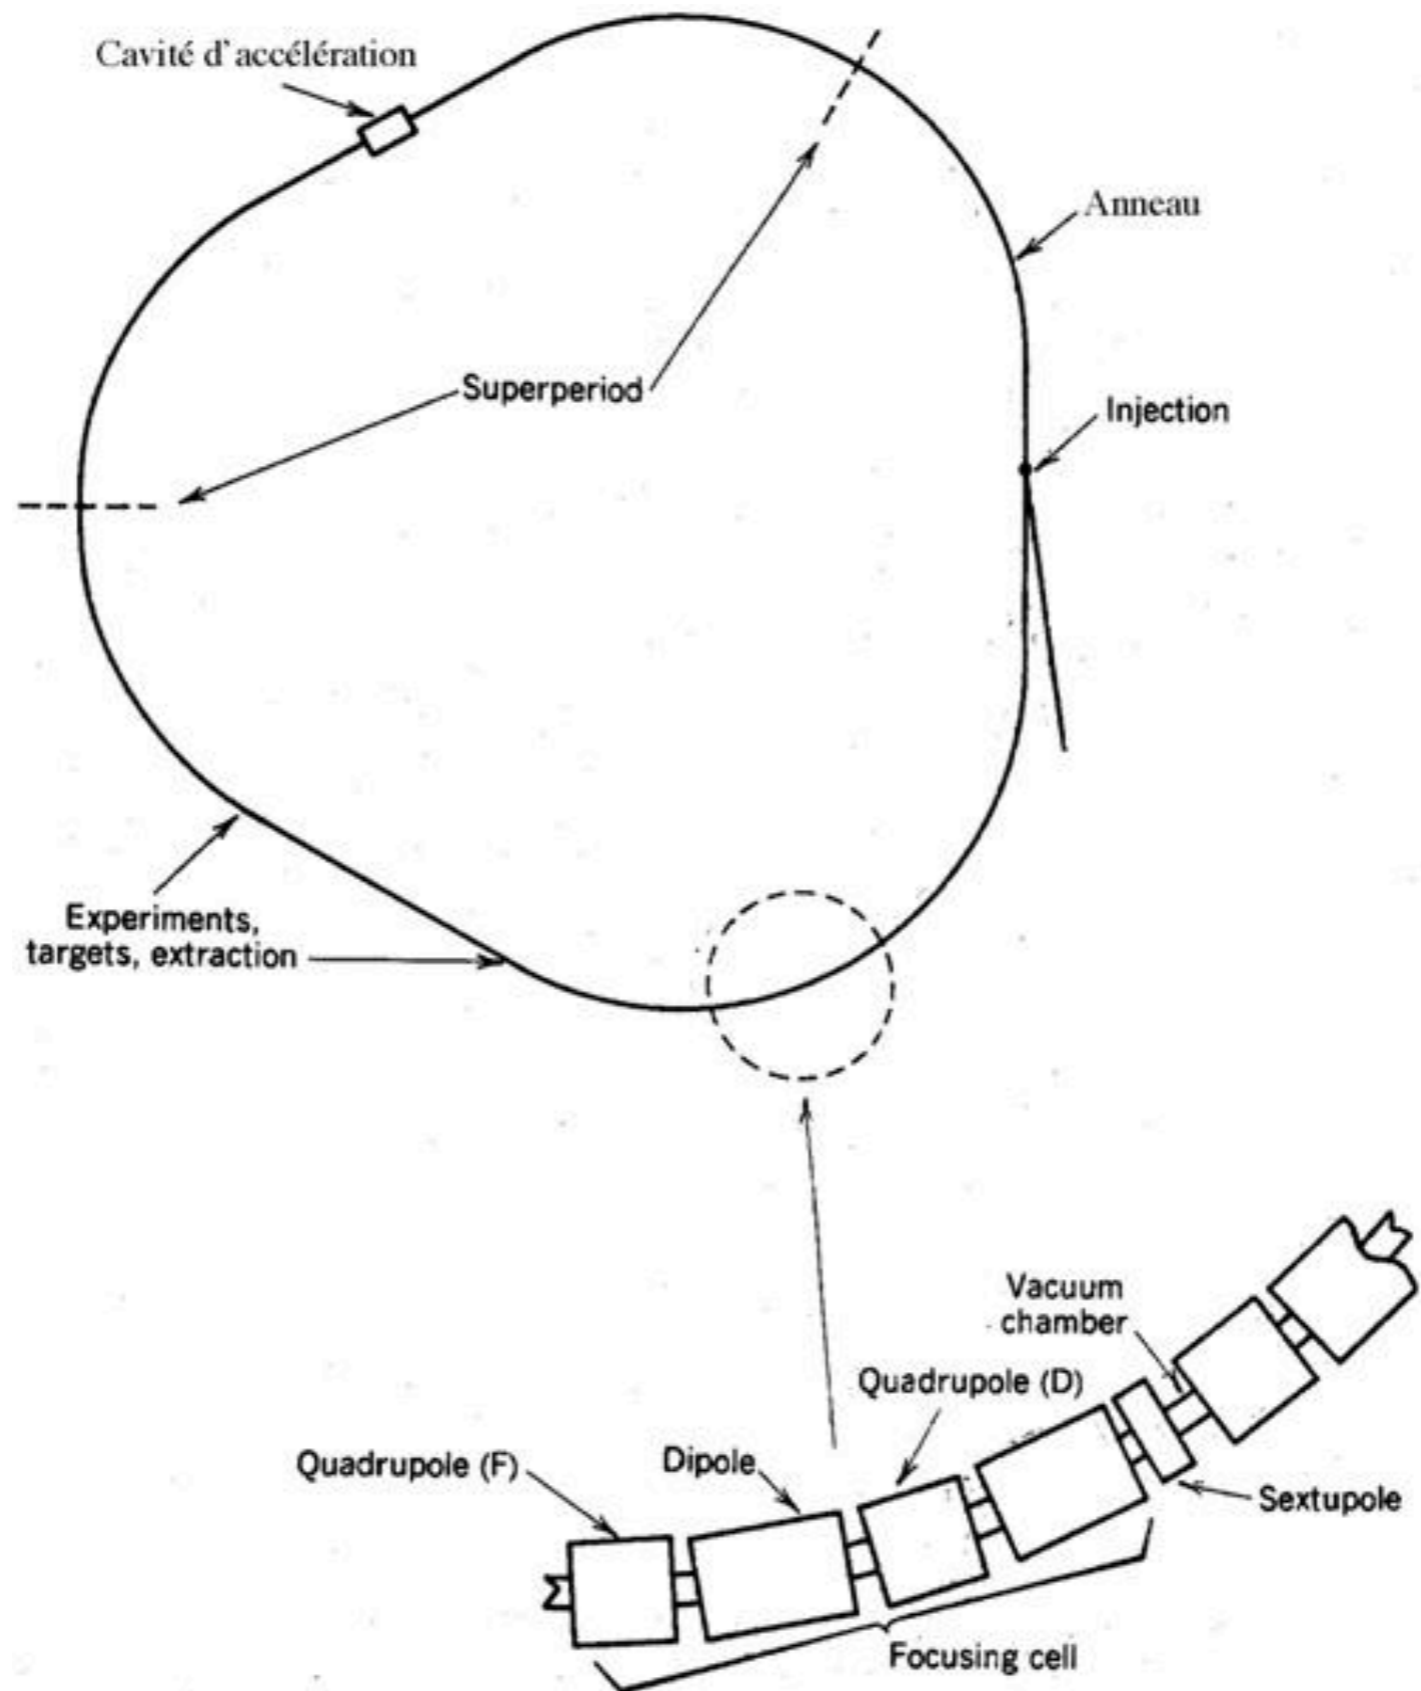 Cavité d'accélération
Anneau
Superperiod
Injection
Experiments,
targets, extraction
Vacuum
chamber
Quadrupole (D)
Quadrupole (F)
Dipole
Sextupole
Focusing cell